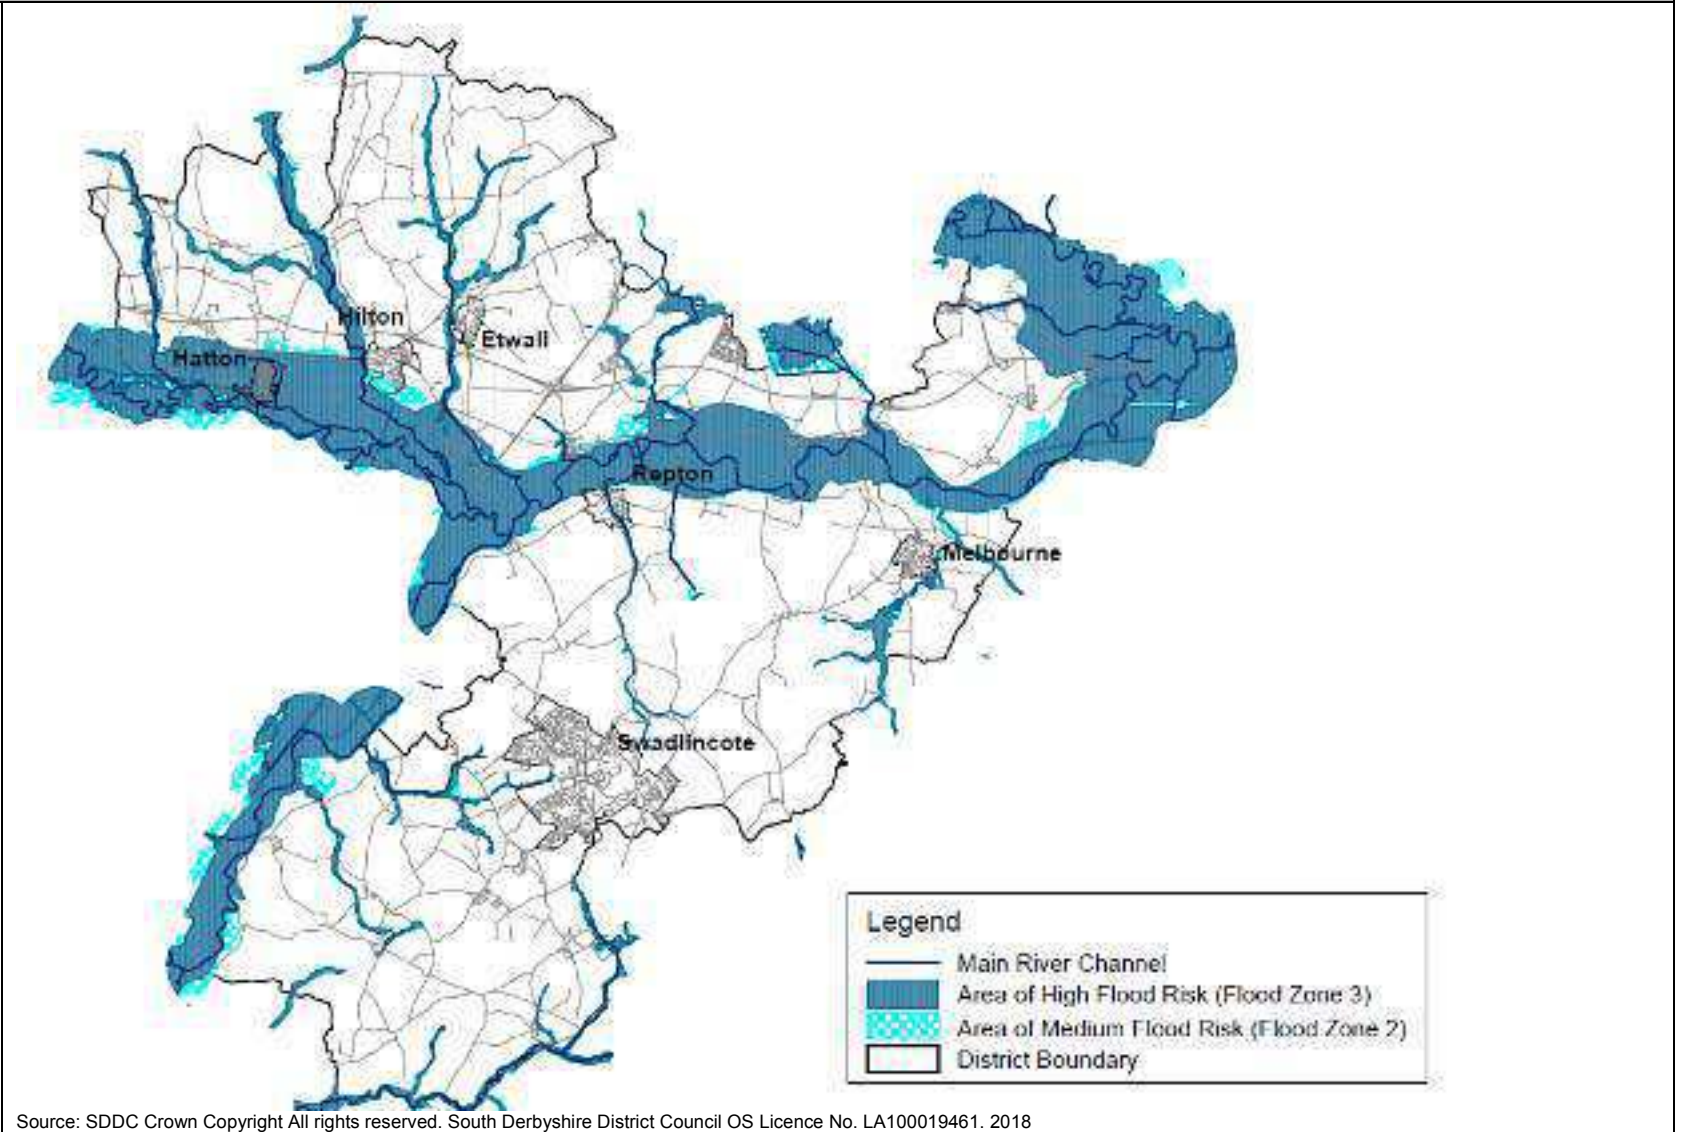 Hilton
Etwall
Hatton
Repton
Melbourne
Swadlincote
Legend
Main River Channel
Area of High Flood Risk (Flood Zone 3)
Area of Medium Flood Risk (Flood Zone 2)
District Boundary
Source: SDDC Crown Copyright All rights reserved. South Derbyshire District Council OS Licence No. LA100019461. 2018